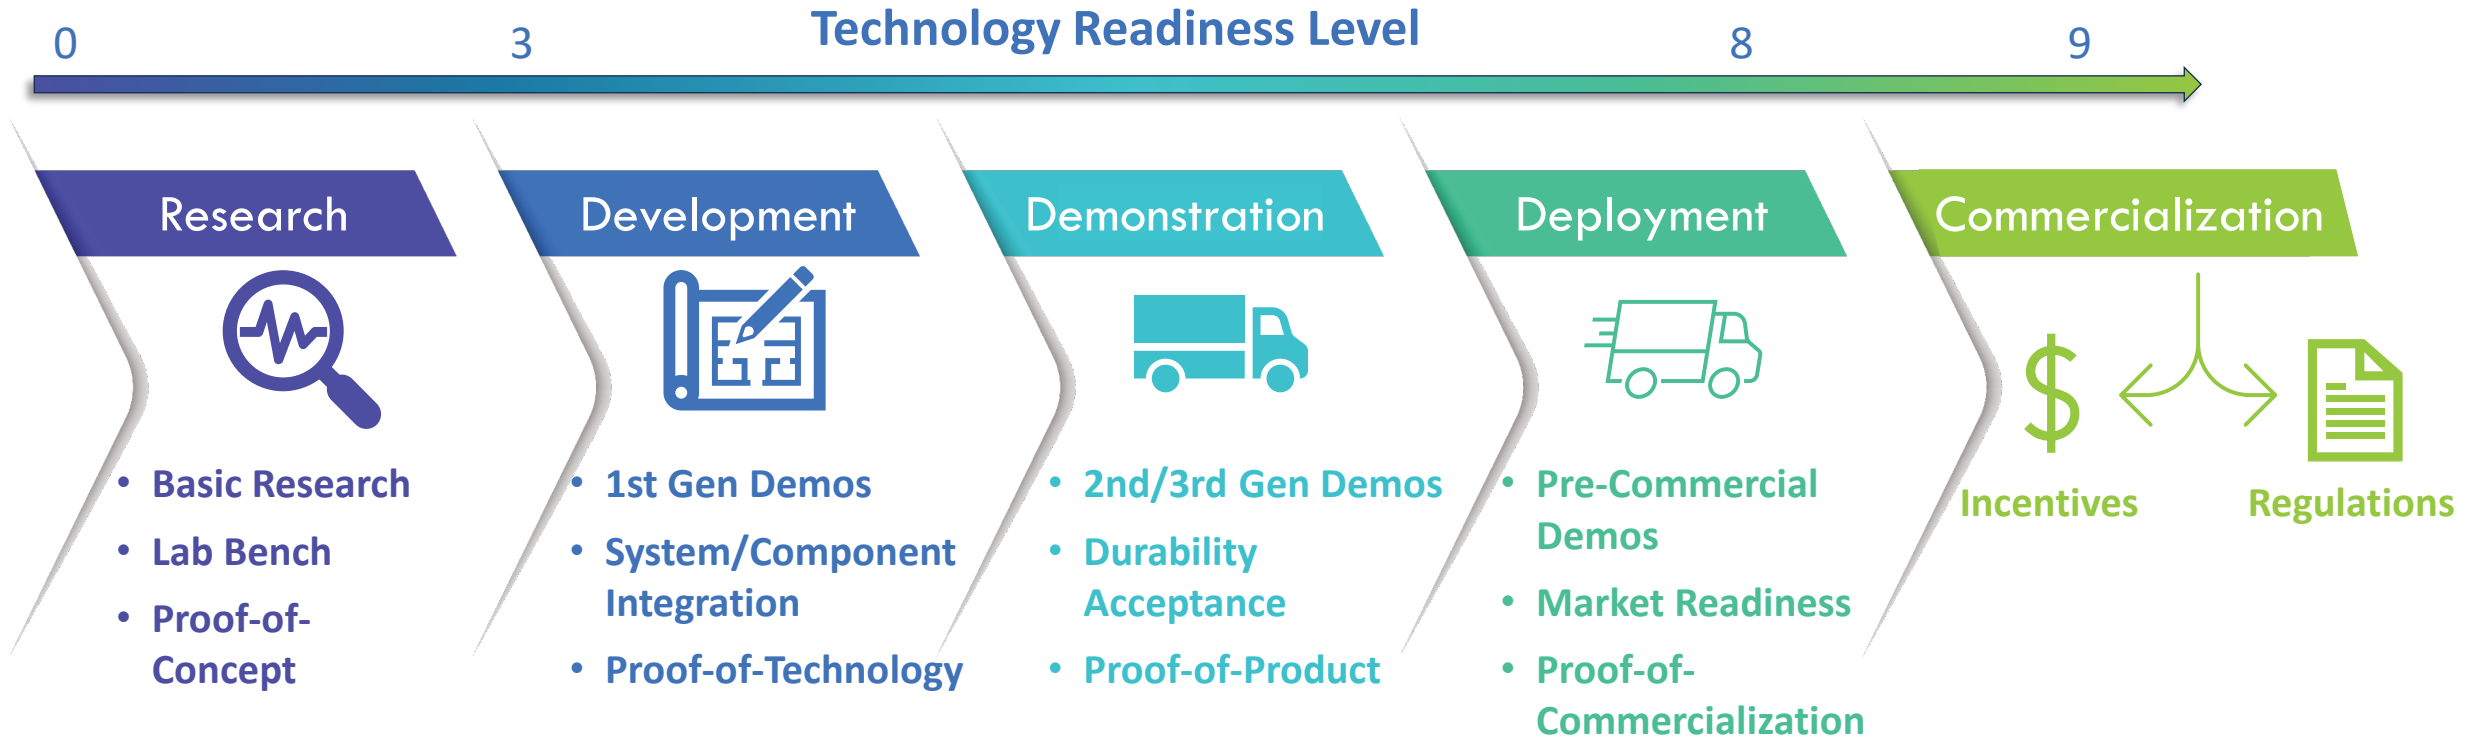 Technology Readiness Level
0 3 8 9
Research
• Basic Research
• Lab Bench
• Proof-of-
Concept
Development
• 1st Gen Demos
• System/Component
Integration
• Proof-of-Technology
Demonstration
• 2nd/3rd Gen Demos
• Durability
Acceptance
• Proof-of-Product
Deployment
• Pre-Commercial
Demos
• Market Readiness
• Proof-of-
Commercialization
Commercialization
$
Incentives
Regulations